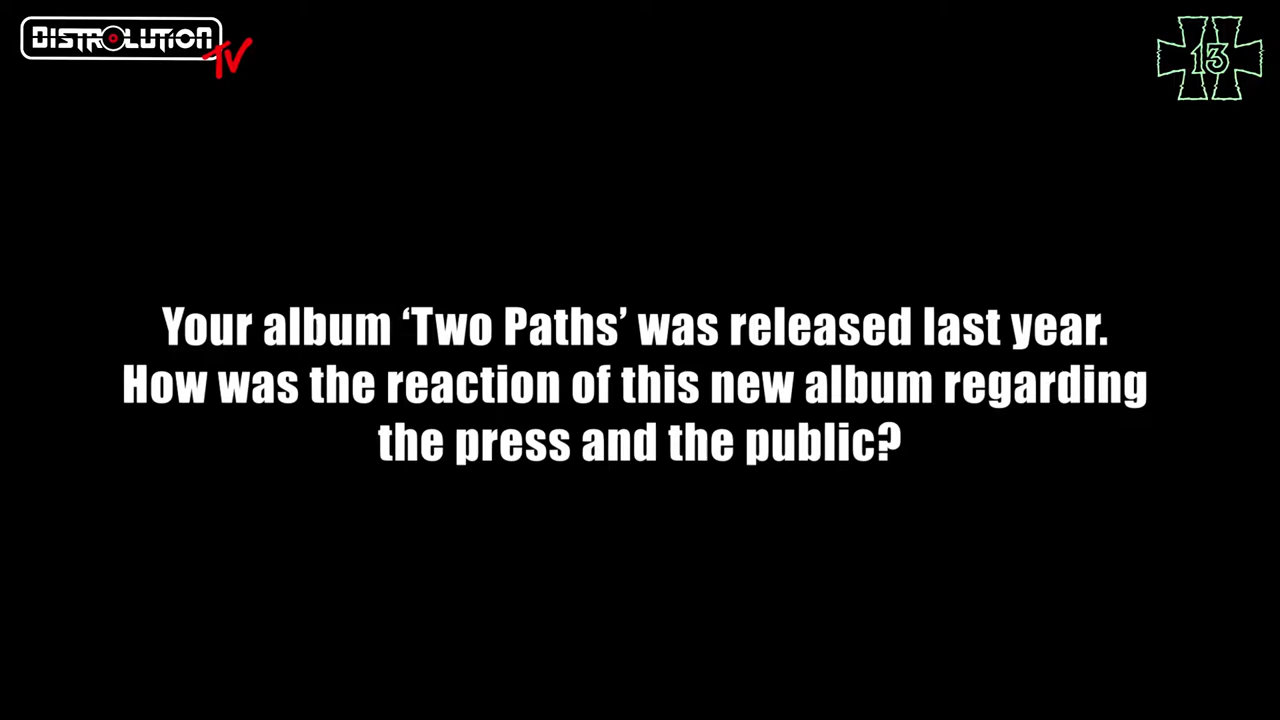 DISTROLUTION
TV
13
Your album ‘Two Paths’ was released last year.
How was the reaction of this new album regarding
the press and the public?